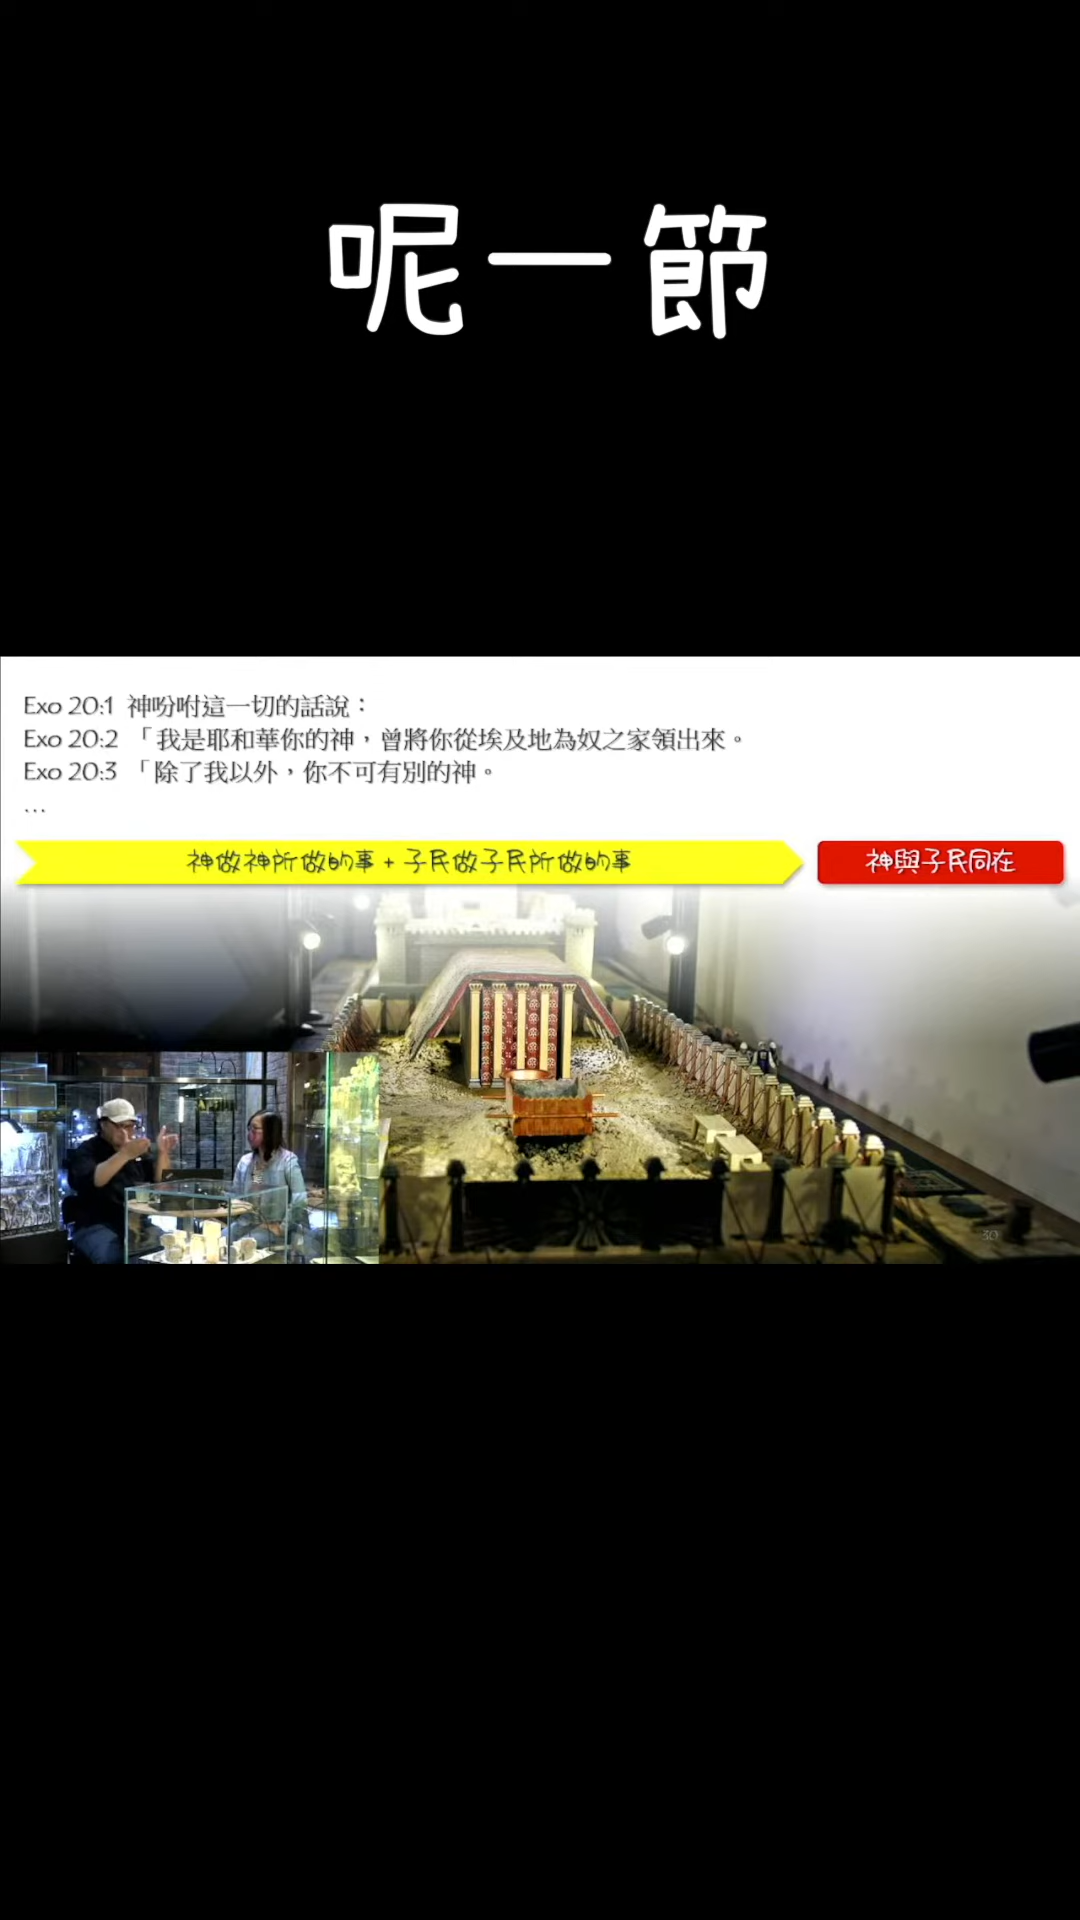 呢一節
Exo 20:1 神吩咐這一切的話說：
Exo 20:2 「我是耶和華你的神，曾將你從埃及地為奴之家領出來。
Exo 20:3 「除了我以外，你不可有別的神。
…
神做神所做的事 + 子民做子民所做的事
神與子民同在
30